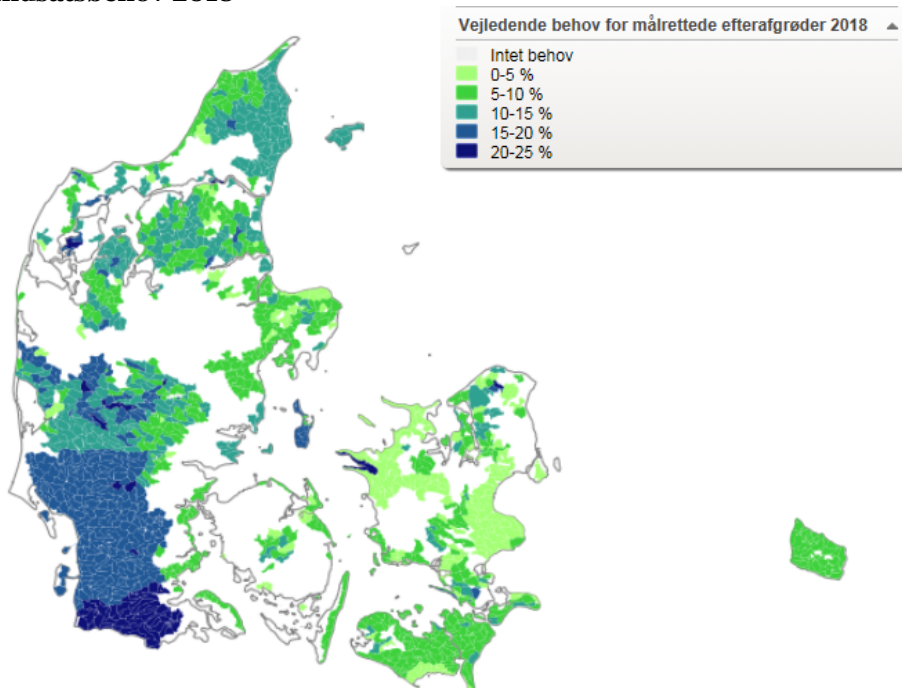 Vejledende behov for målrettede efterafgrøder 2018
Intet behov
0-5 %
5-10 %
10-15 %
15-20 %
20-25 %